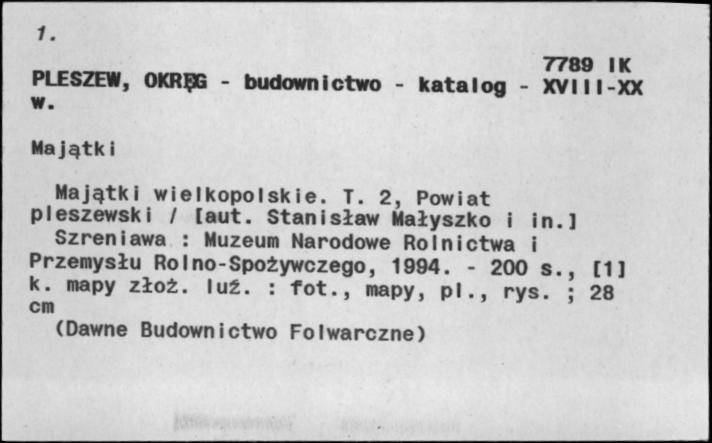 1.
7789 IK
PLESZEW, OKRĘG - budownictwo - katalog - XVIII-XX
w.
Majątki
Majątki wielkopolskie. T. 2, Powiat
pleszewski / [aut. Stanisław Małyszko i in.]
Szreniawa : Muzeum Narodowe Rolnictwa i
Przemysłu Rolno-Spożywczego, 1994. - 200 s., [1]
k. mapy złoż. luź. : fot., mapy, pl., rys. ; 28
cm
(Dawne Budownictwo Folwarczne)